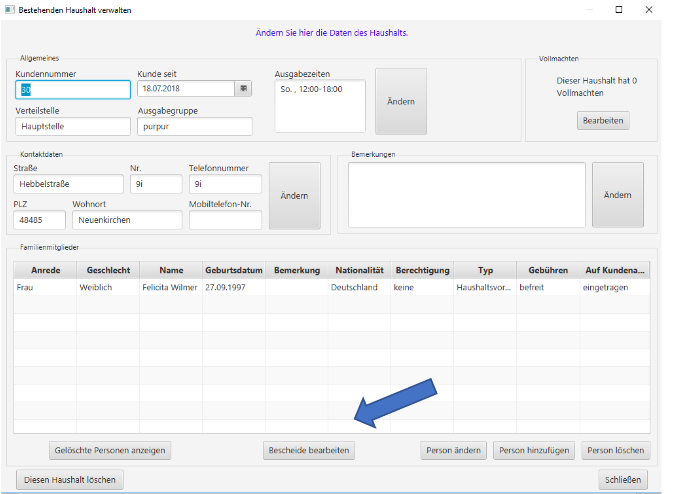 Bestehenden Haushalt verwalten
Ändern Sie hier die Daten des Haushalts.
Allgemeines
Kundennummer Kunde seit Ausgabezeiten
30 18.07.2018 So. , 12:00-18:00
Ändern
Verteilstelle Ausgabegruppe
Hauptstelle purpur
Vollmachten
Dieser Haushalt hat 0
Vollmachten
Bearbeiten
Kontaktdaten
Straße Nr. Telefonnummer
Hebbelstraße 9i 9i
Ändern
PLZ Wohnort Mobiltelefon-Nr.
48485 Neuenkirchen
Bemerkungen
Ändern
Familienmitglieder
Anrede Geschlecht Name Geburtsdatum Bemerkung Nationalität Berechtigung Typ Gebühren Auf Kundena...
Frau Weiblich Felicita Wilmer 27.09.1997 Deutschland keine Haushaltsvor... befreit eingetragen
Gelöschte Personen anzeigen Bescheide bearbeiten Person ändern Person hinzufügen Person löschen
Diesen Haushalt löschen Schließen